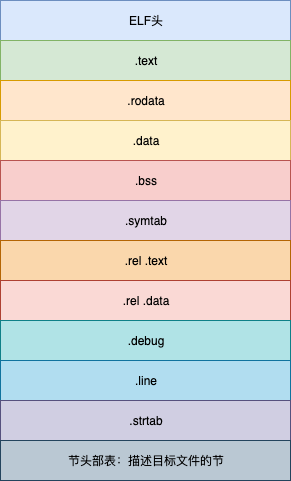 ELF头
.text
.rodata
.data
.bss
.symtab
.rel .text
.rel .data
.debug
.line
.strtab
节头部表：描述目标文件的节